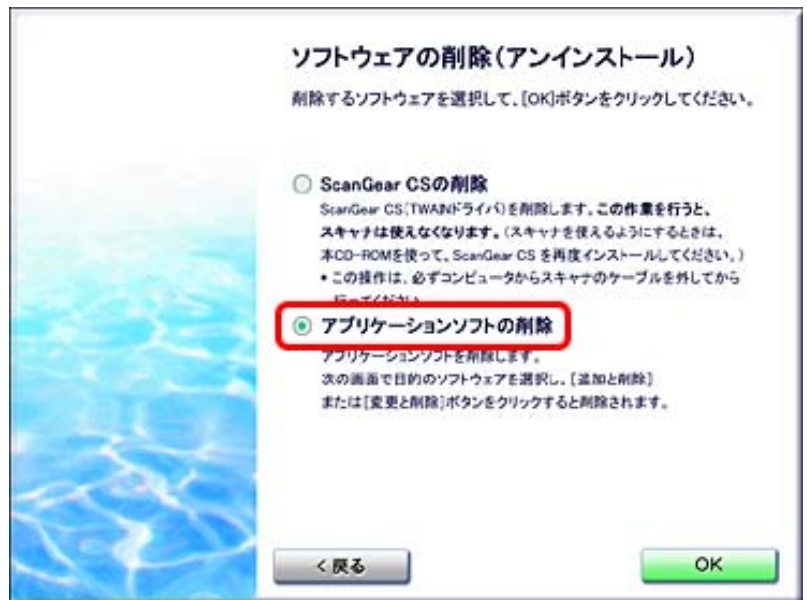 ソフトウェアの削除(アンインストール)
削除するソフトウェアを選択して、[OK]ボタンをクリックしてください。
ScanGear CSの削除
ScanGear CS(TWAINドライバ)を削除します。この作業を行うと、
スキャナは使えなくなります。(スキャナを使えるようにするときは、
本CD-ROMを使って、ScanGear CS を再度インストールしてください。)
• この操作は、必ずコンピュータからスキャナのケーブルを外してから
行ってください
アプリケーションソフトの削除
アプリケーションソフトを削除します。
次の画面で目的のソフトウェアを選択し、[追加と削除]
または[変更と削除]ボタンをクリックすると削除されます。
< 戻る
OK